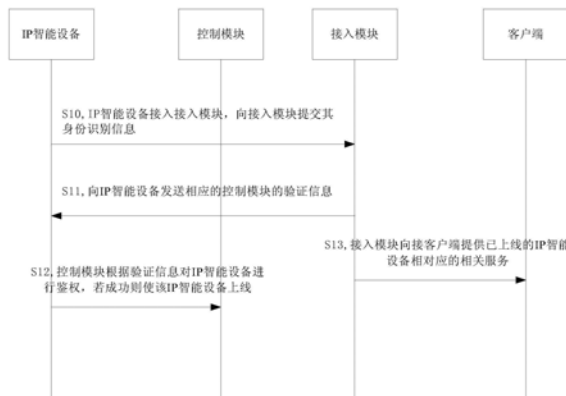 IP智能设备
控制模块
接入模块
客户端
S10,IP智能设备接入接入模块，向接入模块提交其
身份识别信息
S11,向IP智能设备发送相应的控制模块的验证信息
S13,接入模块向接客户端提供已上线的IP智能
设备相对应的相关服务
S12,控制模块根据验证信息对IP智能设备进
行鉴权，若成功则使该IP智能设备上线